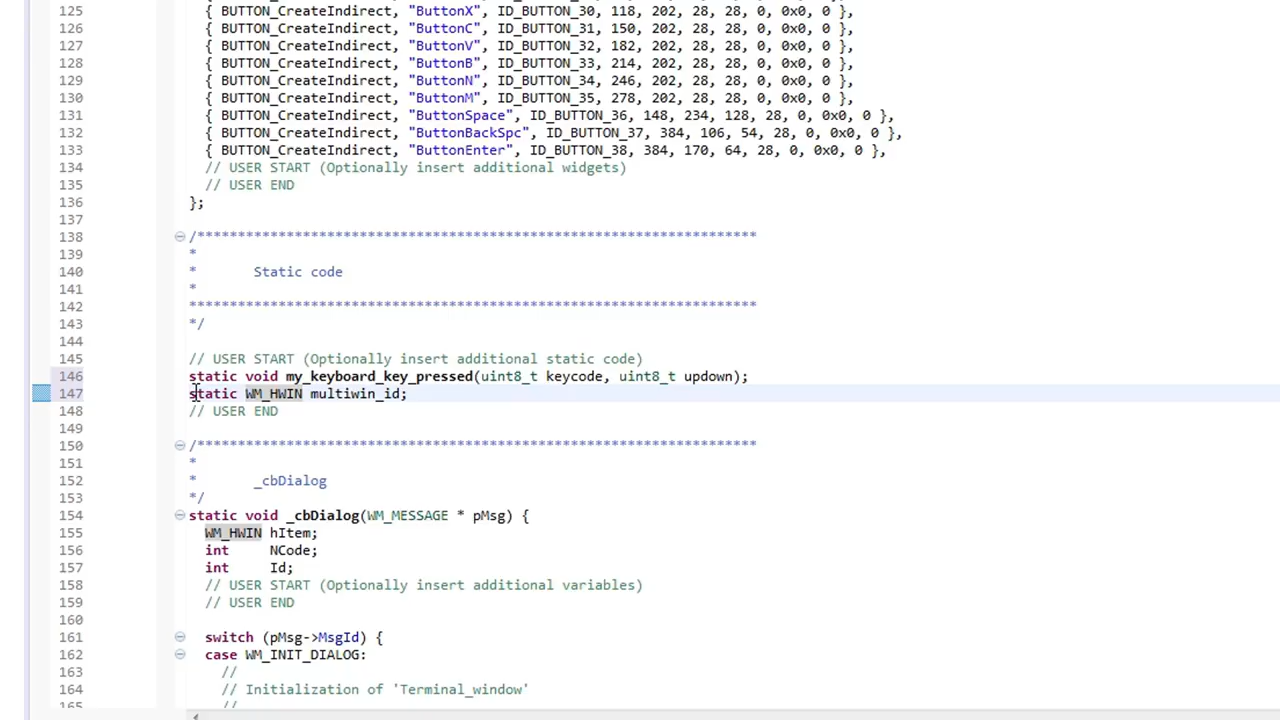 125 { BUTTON_CreateIndirect, "ButtonX", ID_BUTTON_30, 118, 202, 28, 28, 0, 0x0, 0 },
126 { BUTTON_CreateIndirect, "ButtonC", ID_BUTTON_31, 150, 202, 28, 28, 0, 0x0, 0 },
127 { BUTTON_CreateIndirect, "ButtonV", ID_BUTTON_32, 182, 202, 28, 28, 0, 0x0, 0 },
128 { BUTTON_CreateIndirect, "ButtonB", ID_BUTTON_33, 214, 202, 28, 28, 0, 0x0, 0 },
129 { BUTTON_CreateIndirect, "ButtonN", ID_BUTTON_34, 246, 202, 28, 28, 0, 0x0, 0 },
130 { BUTTON_CreateIndirect, "ButtonM", ID_BUTTON_35, 278, 202, 28, 28, 0, 0x0, 0 },
131 { BUTTON_CreateIndirect, "ButtonSpace", ID_BUTTON_36, 148, 234, 128, 28, 0, 0x0, 0 },
132 { BUTTON_CreateIndirect, "ButtonBackSpc", ID_BUTTON_37, 384, 106, 54, 28, 0, 0x0, 0 },
133 { BUTTON_CreateIndirect, "ButtonEnter", ID_BUTTON_38, 384, 170, 64, 28, 0, 0x0, 0 },
134 // USER START (Optionally insert additional widgets)
135 // USER END
136 };
137
138 /*********************************************************************
139 *
140 * Static code
141 *
142 **********************************************************************
143 */
144
145 // USER START (Optionally insert additional static code)
146 static void my_keyboard_key_pressed(uint8_t keycode, uint8_t updown);
147 static WM_HWIN multiwin_id;
148 // USER END
149
150 /*********************************************************************
151 *
152 * _cbDialog
153 */
154 static void _cbDialog(WM_MESSAGE * pMsg) {
155 WM_HWIN hItem;
156 int NCode;
157 int Id;
158 // USER START (Optionally insert additional variables)
159 // USER END
160
161 switch (pMsg->MsgId) {
162 case WM_INIT_DIALOG:
163 //
164 // Initialization of 'Terminal_window'
165 //